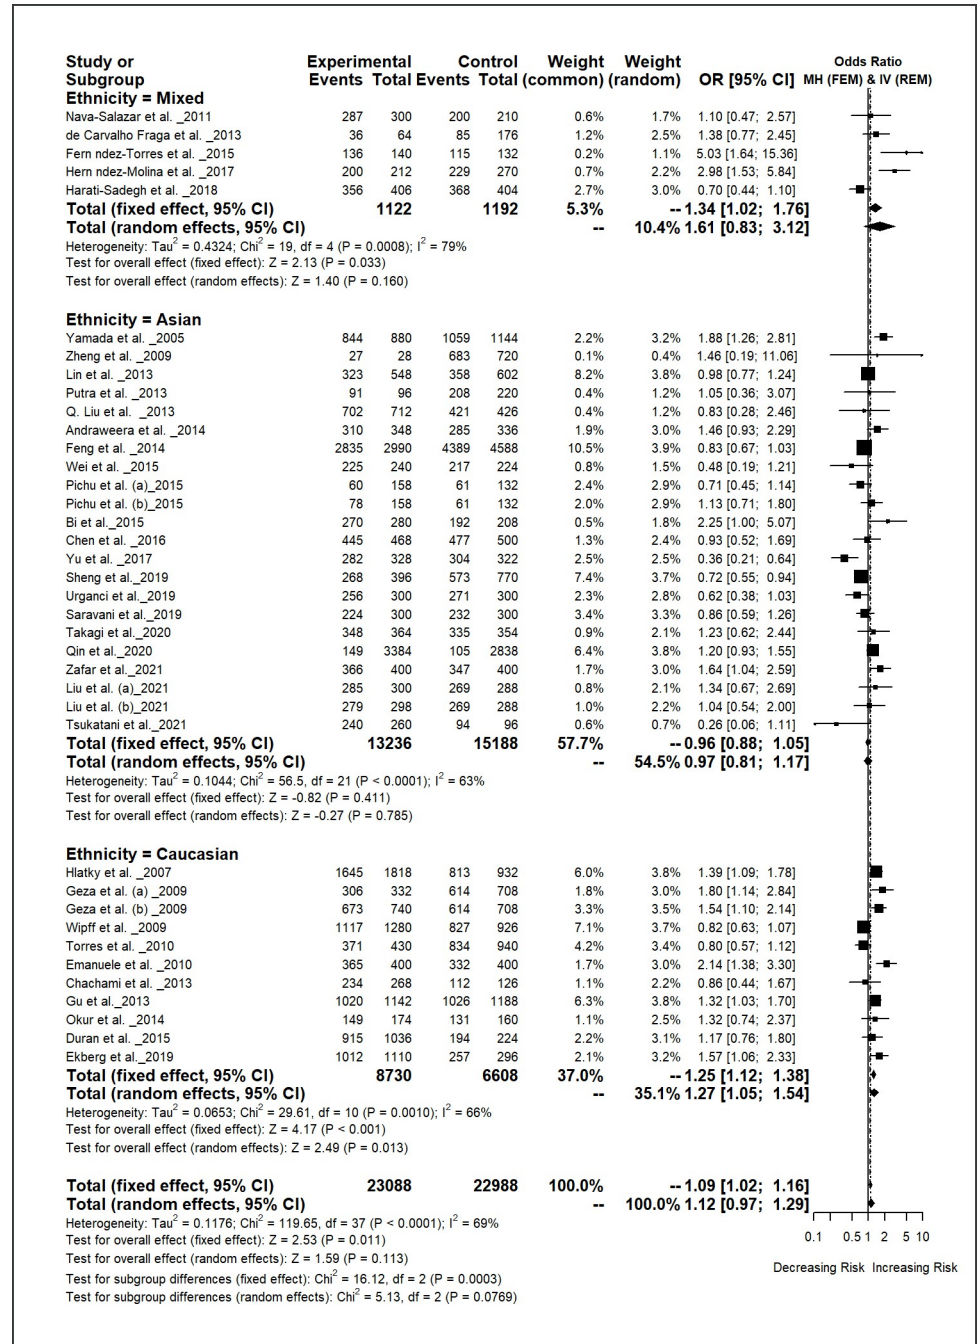 Study or Experimental Control Weight Weight Odds Ratio
Subgroup Events Total Events Total (common) (random) OR [95% CI] MH (FEM) & IV (REM)
Ethnicity = Mixed
Nava-Salazar et al. _2011 287 300 200 210 0.6% 1.7% 1.10 [0.47; 2.57]
de Carvalho Fraga et al. _2013 36 64 85 176 1.2% 2.5% 1.38 [0.77; 2.45]
Fern ndez-Torres et al. _2015 136 140 115 132 0.2% 1.1% 5.03 [1.64; 15.36]
Hern ndez-Molina et al. _2017 200 212 229 270 0.7% 2.2% 2.98 [1.53; 5.84]
Harati-Sadegh et al. _2018 356 406 368 404 2.7% 3.0% 0.70 [0.44; 1.10]
Total (fixed effect, 95% CI) 1122 1192 5.3% -- 1.34 [1.02; 1.76]
Total (random effects, 95% CI) -- 10.4% 1.61 [0.83; 3.12]
Heterogeneity: Tau² = 0.4324; Chi² = 19, df = 4 (P = 0.0008); I² = 79%
Test for overall effect (fixed effect): Z = 2.13 (P = 0.033)
Test for overall effect (random effects): Z = 1.40 (P = 0.160)
Ethnicity = Asian
Yamada et al. _2005 844 880 1059 1144 2.2% 3.2% 1.88 [1.26; 2.81]
Zheng et al. _2009 27 28 683 720 0.1% 0.4% 1.46 [0.19; 11.06]
Lin et al. _2013 323 548 358 602 8.2% 3.8% 0.98 [0.77; 1.24]
Putra et al. _2013 91 96 208 220 0.4% 1.2% 1.05 [0.36; 3.07]
Q. Liu et al. _2013 702 712 421 426 0.4% 1.2% 0.83 [0.28; 2.46]
Andraweera et al. _2014 310 348 285 336 1.9% 3.0% 1.46 [0.93; 2.29]
Feng et al. _2014 2835 2990 4389 4588 10.5% 3.9% 0.83 [0.67; 1.03]
Wei et al. _2015 225 240 217 224 0.8% 1.5% 0.48 [0.19; 1.21]
Pichu et al. (a)_2015 60 158 61 132 2.4% 2.9% 0.71 [0.45; 1.14]
Pichu et al. (b)_2015 78 158 61 132 2.0% 2.9% 1.13 [0.71; 1.80]
Bi et al. _2015 270 280 192 208 0.5% 1.8% 2.25 [1.00; 5.07]
Chen et al. _2016 445 468 477 500 1.3% 2.4% 0.93 [0.52; 1.69]
Yu et al. _2017 282 328 304 322 2.5% 2.5% 0.36 [0.21; 0.64]
Sheng et al._2019 268 396 573 770 7.4% 3.7% 0.72 [0.55; 0.94]
Urganci et al._2019 256 300 271 300 2.3% 2.8% 0.62 [0.38; 1.03]
Saravani et al._2019 224 300 232 300 3.4% 3.3% 0.86 [0.59; 1.26]
Takagi et al._2020 348 364 335 354 0.9% 2.1% 1.23 [0.62; 2.44]
Qin et al._2020 149 3384 105 2838 6.4% 3.8% 1.20 [0.93; 1.55]
Zafar et al._2021 366 400 347 400 1.7% 3.0% 1.64 [1.04; 2.59]
Liu et al. (a)_2021 285 300 269 288 0.8% 2.1% 1.34 [0.67; 2.69]
Liu et al. (b)_2021 279 298 269 288 1.0% 2.2% 1.04 [0.54; 2.00]
Tsukatani et al._2021 240 260 94 96 0.6% 0.7% 0.26 [0.06; 1.11]
Total (fixed effect, 95% CI) 13236 15188 57.7% -- 0.96 [0.88; 1.05]
Total (random effects, 95% CI) -- 54.5% 0.97 [0.81; 1.17]
Heterogeneity: Tau² = 0.1044; Chi² = 56.5, df = 21 (P < 0.0001); I² = 63%
Test for overall effect (fixed effect): Z = -0.82 (P = 0.411)
Test for overall effect (random effects): Z = -0.27 (P = 0.785)
Ethnicity = Caucasian
Hlatky et al. _2007 1645 1818 813 932 6.0% 3.8% 1.39 [1.09; 1.78]
Geza et al. (a) _2009 306 332 614 708 1.8% 3.0% 1.80 [1.14; 2.84]
Geza et al. (b) _2009 673 740 614 708 3.3% 3.5% 1.54 [1.10; 2.14]
Wipff et al. _2009 1117 1280 827 926 7.1% 3.7% 0.82 [0.63; 1.07]
Torres et al. _2010 371 430 834 940 4.2% 3.4% 0.80 [0.57; 1.12]
Emanuele et al. _2010 365 400 332 400 1.7% 3.0% 2.14 [1.38; 3.30]
Chachami et al. _2013 234 268 112 126 1.1% 2.2% 0.86 [0.44; 1.67]
Gu et al._2013 1020 1142 1026 1188 6.3% 3.8% 1.32 [1.03; 1.70]
Okur et al. _2014 149 174 131 160 1.1% 2.5% 1.32 [0.74; 2.37]
Duran et al. _2015 915 1036 194 224 2.2% 3.1% 1.17 [0.76; 1.80]
Ekberg et al._2019 1012 1110 257 296 2.1% 3.2% 1.57 [1.06; 2.33]
Total (fixed effect, 95% CI) 8730 6608 37.0% -- 1.25 [1.12; 1.38]
Total (random effects, 95% CI) -- 35.1% 1.27 [1.05; 1.54]
Heterogeneity: Tau² = 0.0653; Chi² = 29.61, df = 10 (P = 0.0010); I² = 66%
Test for overall effect (fixed effect): Z = 4.17 (P < 0.001)
Test for overall effect (random effects): Z = 2.49 (P = 0.013)
Total (fixed effect, 95% CI) 23088 22988 100.0% -- 1.09 [1.02; 1.16]
Total (random effects, 95% CI) -- 100.0% 1.12 [0.97; 1.29]
Heterogeneity: Tau² = 0.1176; Chi² = 119.65, df = 37 (P < 0.0001); I² = 69%
Test for overall effect (fixed effect): Z = 2.53 (P = 0.011)
Test for overall effect (random effects): Z = 1.59 (P = 0.113)
Test for subgroup differences (fixed effect): Chi² = 16.12, df = 2 (P = 0.0003)
Test for subgroup differences (random effects): Chi² = 5.13, df = 2 (P = 0.0769)
0.1 0.5 1 2 5 10
Decreasing Risk Increasing Risk